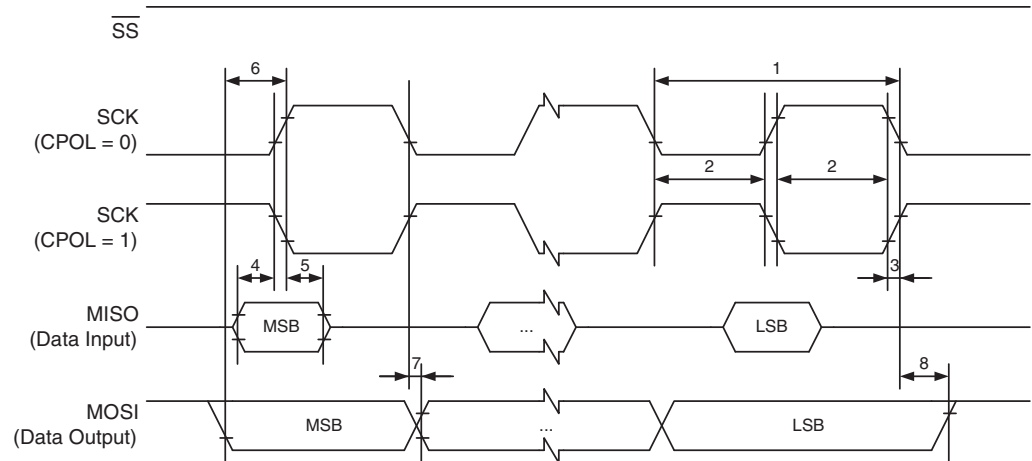 SS
6
1
SCK
(CPOL = 0)
2
2
SCK
(CPOL = 1)
4
5
3
MISO
(Data Input)
MSB
...
LSB
7
8
MOSI
(Data Output)
MSB
...
LSB